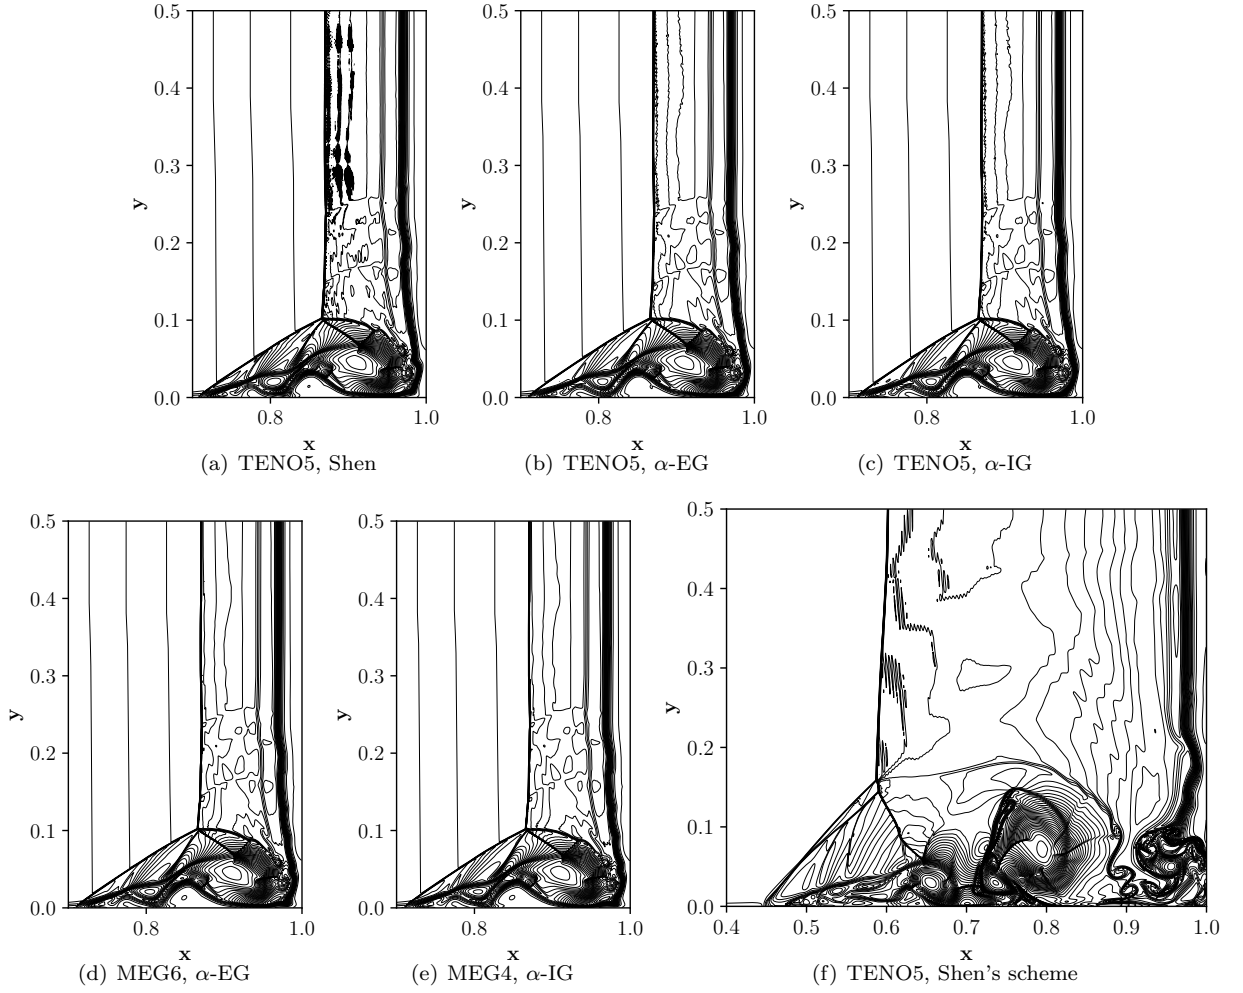 0.5
0.4
0.3
0.2
0.1
0.0
y
0.8
1.0
x
(a) TENO5, Shen
0.5
0.4
0.3
0.2
0.1
0.0
y
0.8
1.0
x
(b) TENO5, α-EG
0.5
0.4
0.3
0.2
0.1
0.0
y
0.8
1.0
x
(c) TENO5, α-IG
0.5
0.4
0.3
0.2
0.1
0.0
y
0.8
1.0
x
(d) MEG6, α-EG
0.5
0.4
0.3
0.2
0.1
0.0
y
0.8
1.0
x
(e) MEG4, α-IG
0.5
0.4
0.3
0.2
0.1
0.0
y
0.4 0.5 0.6 0.7 0.8 0.9 1.0
x
(f) TENO5, Shen's scheme